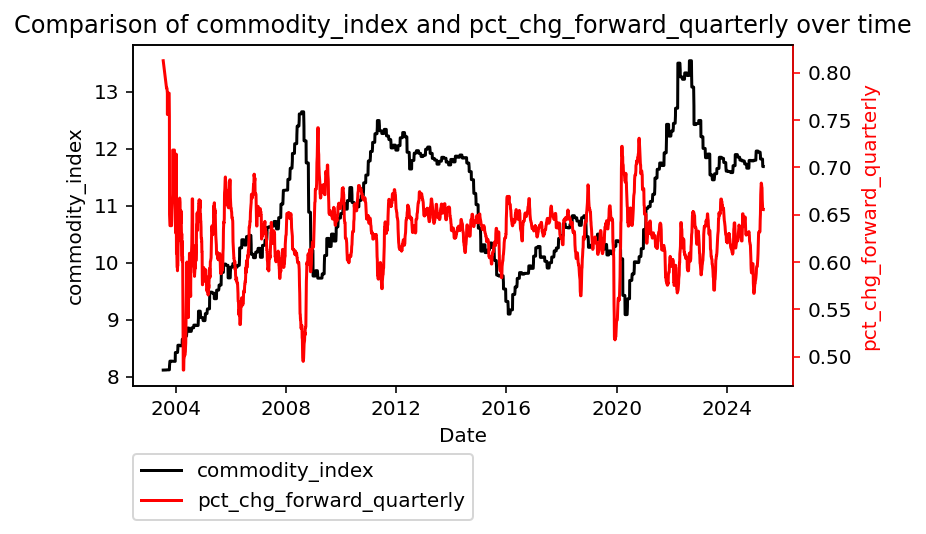 Comparison of commodity_index and pct_chg_forward_quarterly over time
commodity_index
13
12
11
10
9
8
0.80
0.75
0.70
0.65
0.60
0.55
0.50
pct_chg_forward_quarterly
2004 2008 2012 2016 2020 2024
Date
commodity_index
pct_chg_forward_quarterly